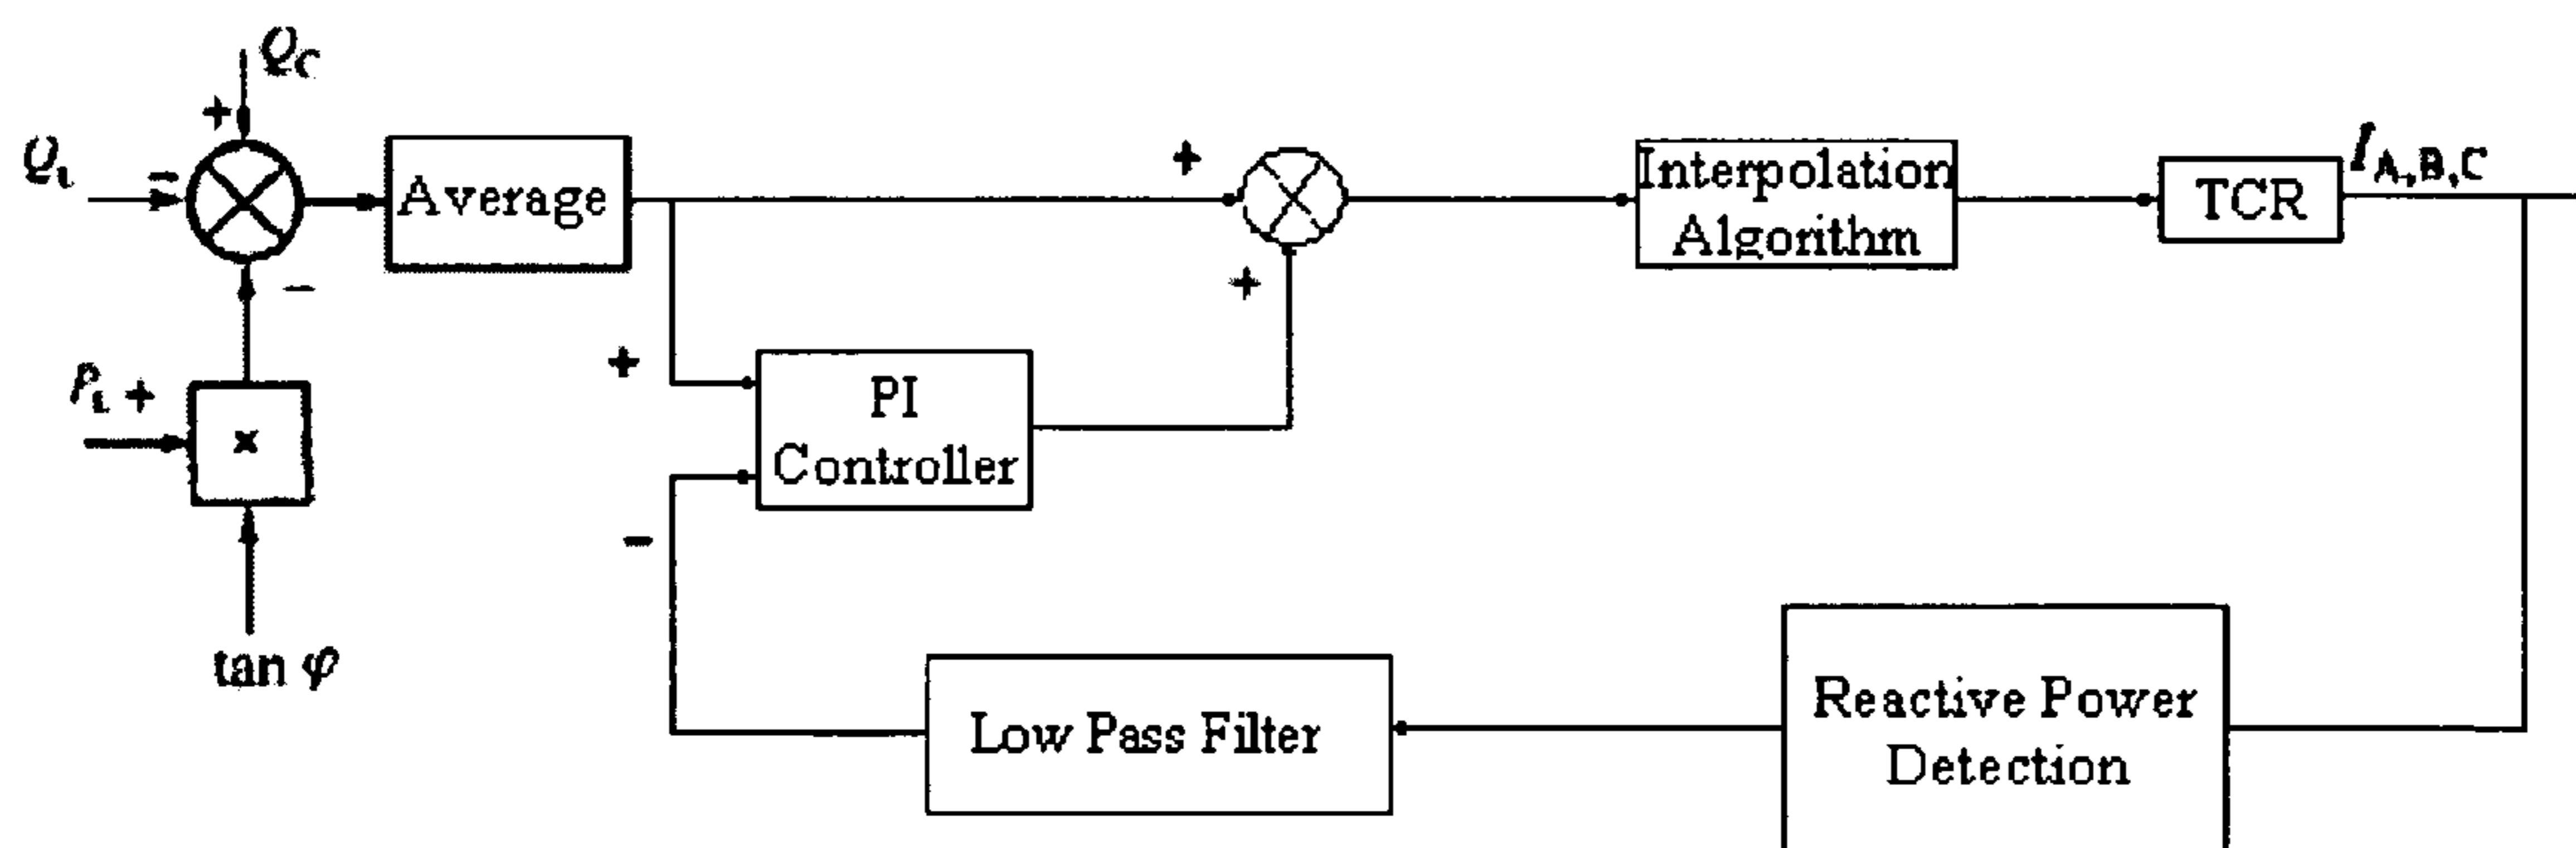 Q_C
+
Q_L
−
Average
+
Interpolation
Algorithm
TCR
I_A,B,C
−
+
+
P_L +
×
PI
Controller
−
tan φ
Low Pass Filter
Reactive Power
Detection